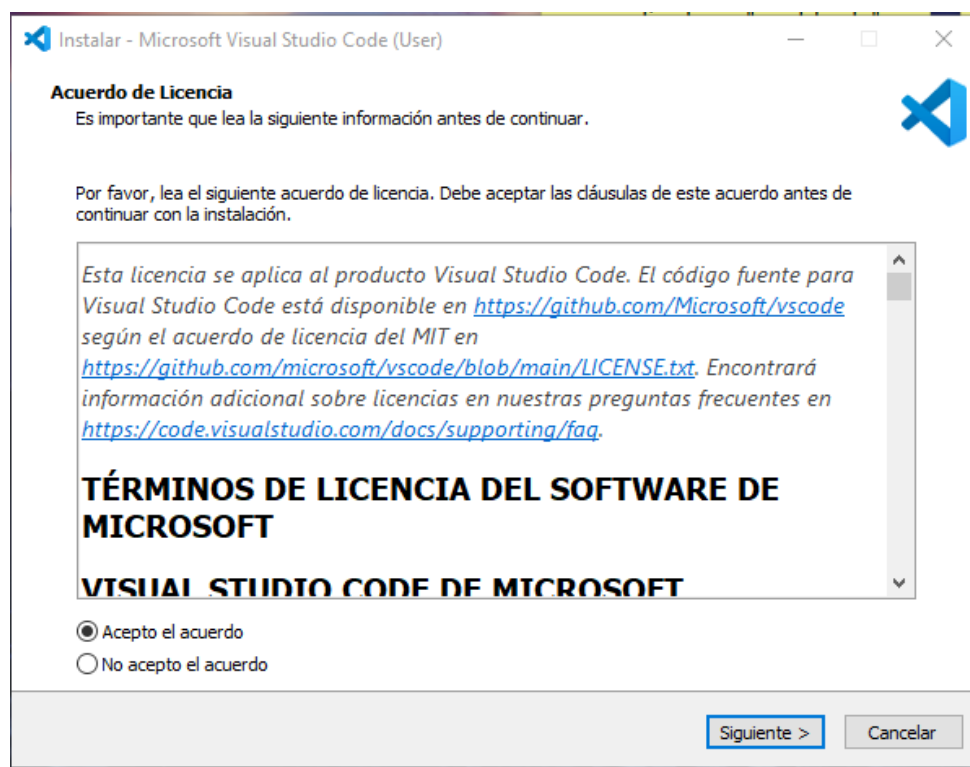 Instalar - Microsoft Visual Studio Code (User)
Acuerdo de Licencia
Es importante que lea la siguiente información antes de continuar.
Por favor, lea el siguiente acuerdo de licencia. Debe aceptar las cláusulas de este acuerdo antes de
continuar con la instalación.
Esta licencia se aplica al producto Visual Studio Code. El código fuente para
Visual Studio Code está disponible en https://github.com/Microsoft/vscode
según el acuerdo de licencia del MIT en
https://github.com/microsoft/vscode/blob/main/LICENSE.txt. Encontrará
información adicional sobre licencias en nuestras preguntas frecuentes en
https://code.visualstudio.com/docs/supporting/faq.
TÉRMINOS DE LICENCIA DEL SOFTWARE DE
MICROSOFT
VISUAL STUDIO CODE DE MICROSOFT
Acepto el acuerdo
No acepto el acuerdo
Siguiente >
Cancelar